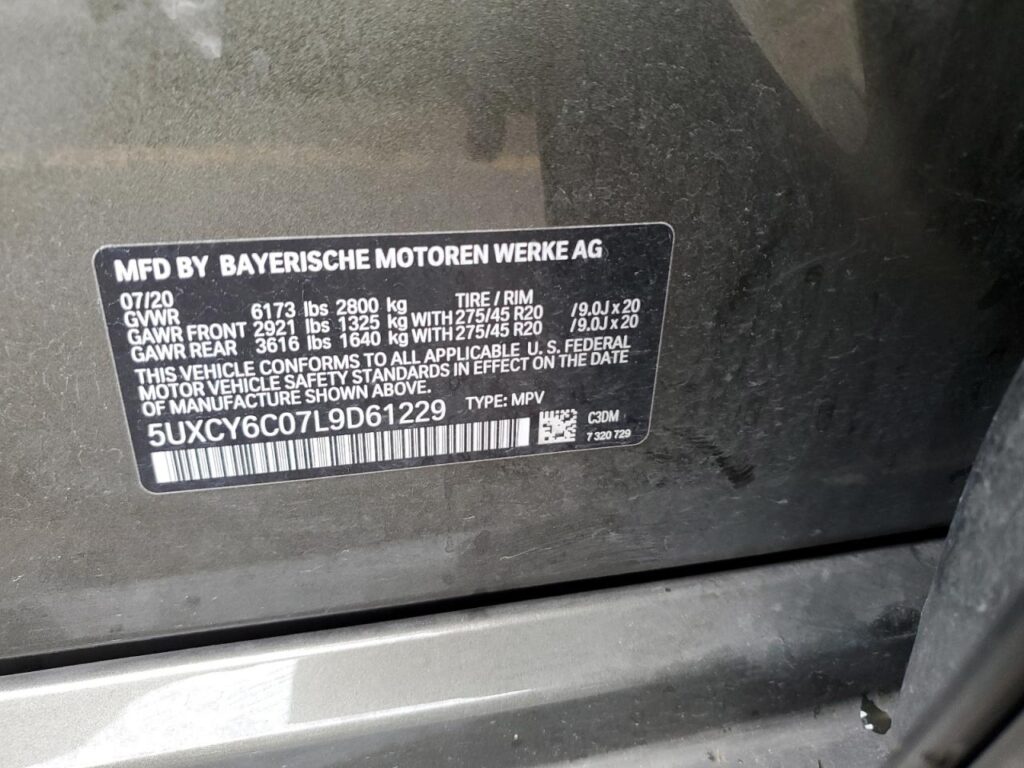 MFD BY BAYERISCHE MOTOREN WERKE AG
07/20 TIRE / RIM
GVWR 6173 lbs 2800 kg
GAWR FRONT 2921 lbs 1325 kg WITH 275/45 R20 /9.0J x 20
GAWR REAR 3616 lbs 1640 kg WITH 275/45 R20 /9.0J x 20
THIS VEHICLE CONFORMS TO ALL APPLICABLE U. S. FEDERAL
MOTOR VEHICLE SAFETY STANDARDS IN EFFECT ON THE DATE
OF MANUFACTURE SHOWN ABOVE.
TYPE: MPV
5UXCY6C07L9D61229
C3DM
7 320 729